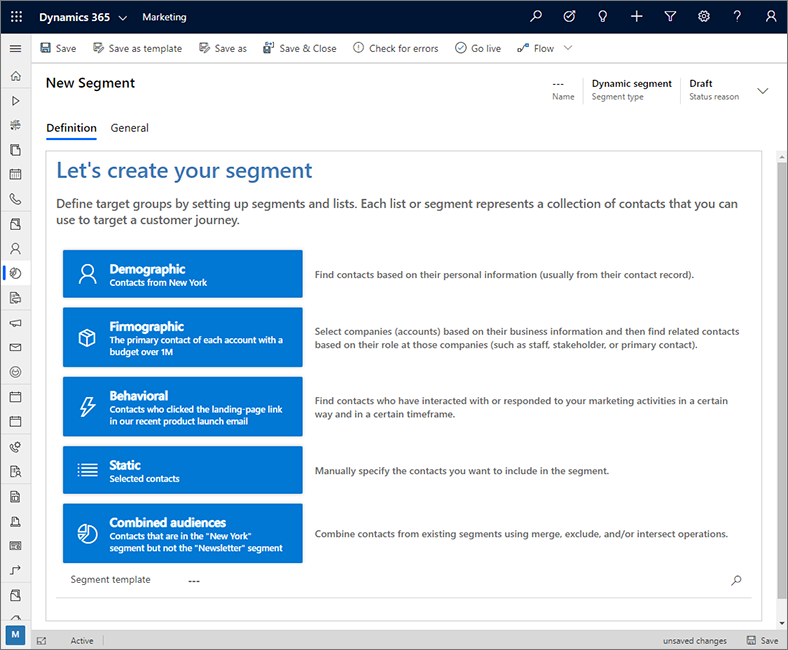 Dynamics 365 Marketing
Save Save as template Save as Save & Close Check for errors Go live Flow
New Segment
--- Dynamic segment Draft
Name Segment type Status reason
Definition General
Let's create your segment
Define target groups by setting up segments and lists. Each list or segment represents a collection of contacts that you can
use to target a customer journey.
Demographic
Contacts from New York
Find contacts based on their personal information (usually from their contact record).
Firmographic
The primary contact of each account with a
budget over 1M
Select companies (accounts) based on their business information and then find related contacts
based on their role at those companies (such as staff, stakeholder, or primary contact).
Behavioral
Contacts who clicked the landing-page link
in our recent product launch email
Find contacts who have interacted with or responded to your marketing activities in a certain
way and in a certain timeframe.
Static
Selected contacts
Manually specify the contacts you want to include in the segment.
Combined audiences
Contacts that are in the "New York"
segment but not the "Newsletter" segment
Combine contacts from existing segments using merge, exclude, and/or intersect operations.
Segment template ---
M
Active unsaved changes Save